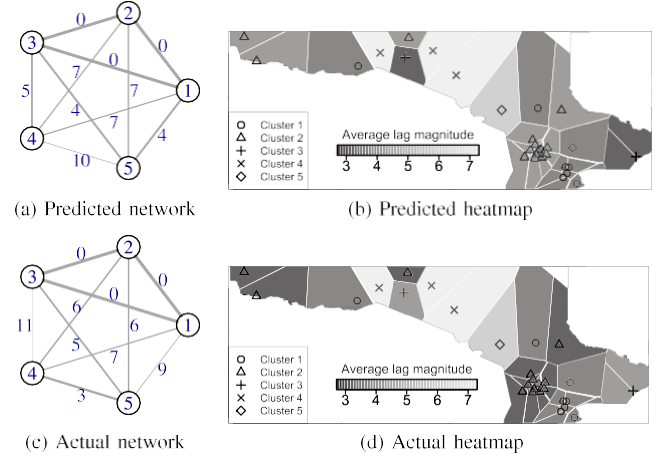 2
0
3
0
0
1
7
5
4
7
7
4
4
10
5
(a) Predicted network
Cluster 1
Cluster 2
Cluster 3
Cluster 4
Cluster 5
Average lag magnitude
3 4 5 6 7
(b) Predicted heatmap
2
0
3
0
0
1
6
6
11
5
7
9
4
3
5
(c) Actual network
Cluster 1
Cluster 2
Cluster 3
Cluster 4
Cluster 5
Average lag magnitude
3 4 5 6 7
(d) Actual heatmap